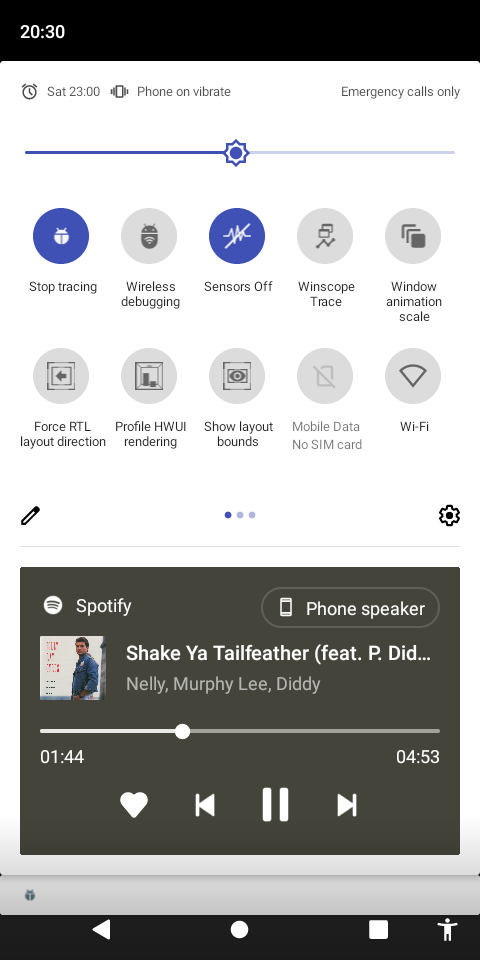 20:30
Sat 23:00 Phone on vibrate Emergency calls only
Stop tracing
Wireless debugging
Sensors Off
Winscope Trace
Window animation scale
Force RTL layout direction
Profile HWUI rendering
Show layout bounds
Mobile Data
No SIM card
Wi-Fi
Spotify
Phone speaker
Shake Ya Tailfeather (feat. P. Did...
Nelly, Murphy Lee, Diddy
01:44 04:53